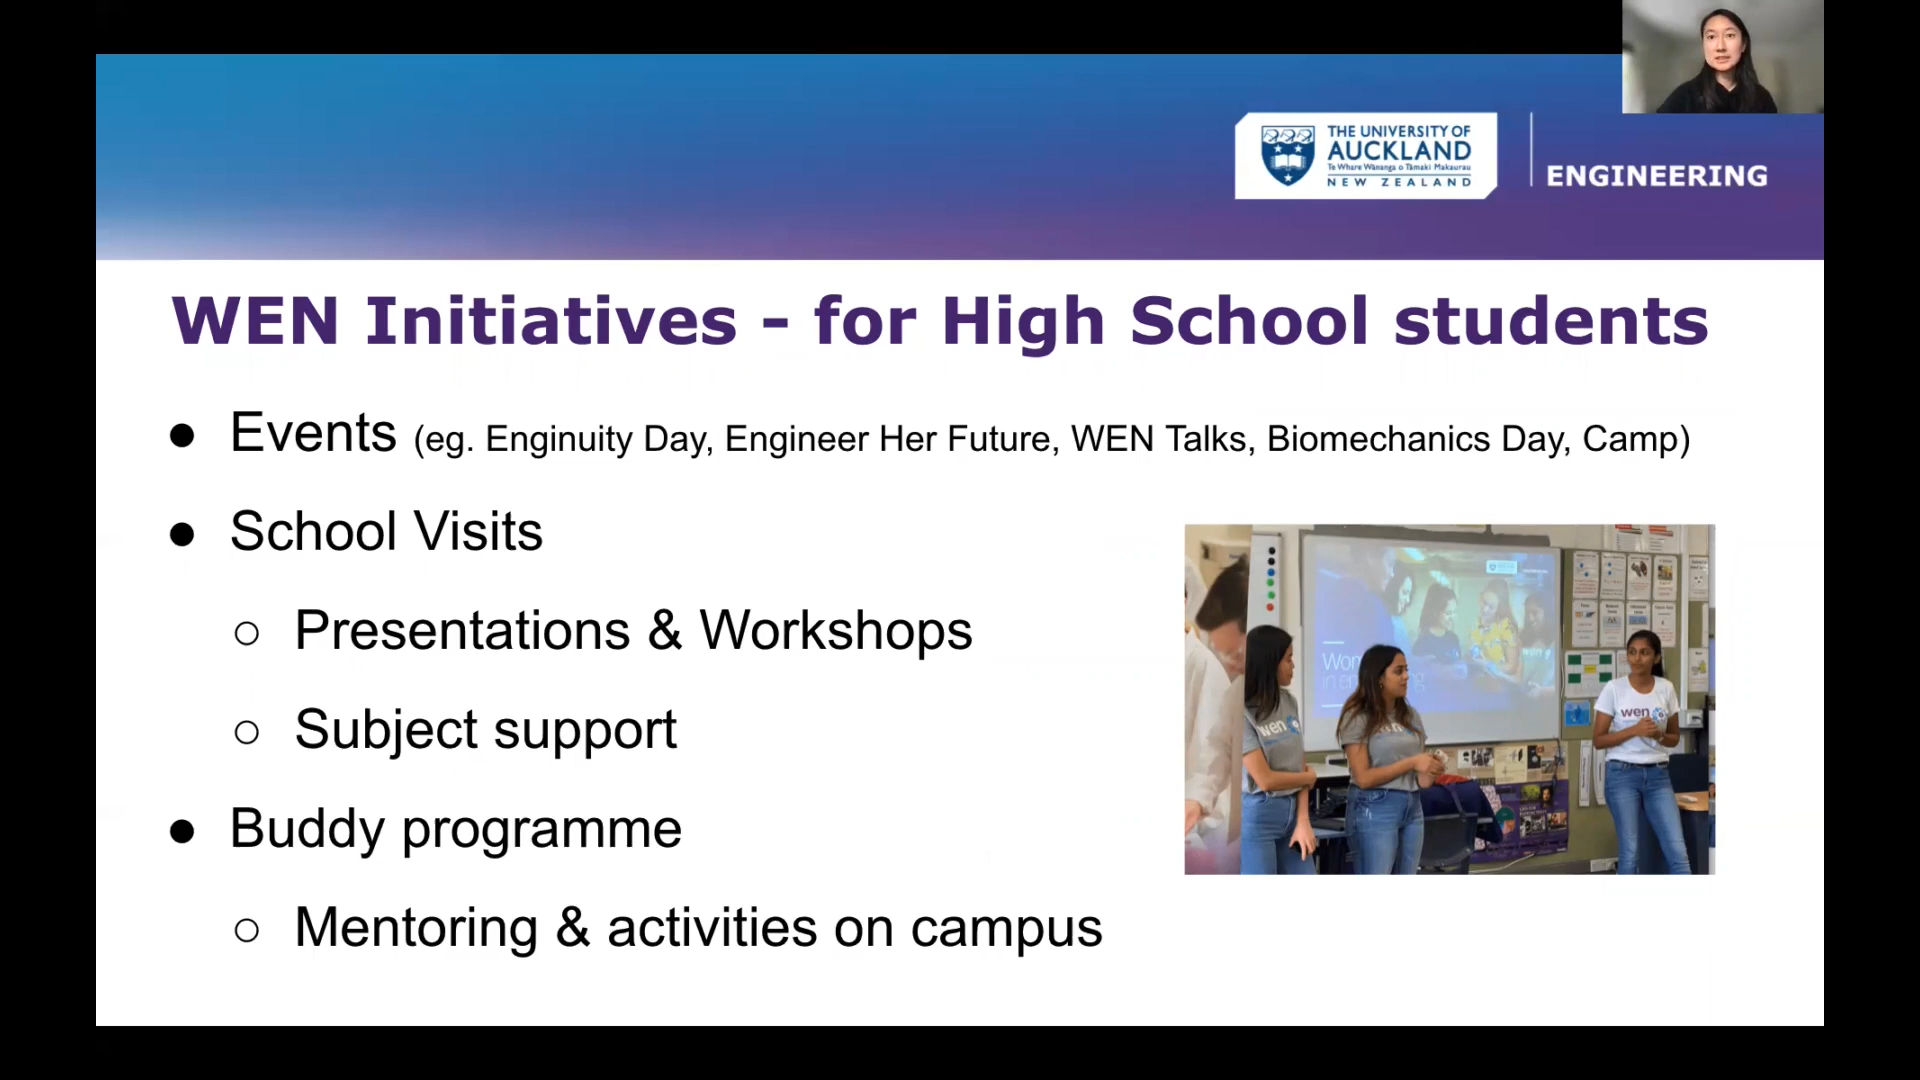 THE UNIVERSITY OF
AUCKLAND
Te Whare Wānanga o Tāmaki Makaurau
NEW ZEALAND
ENGINEERING
WEN Initiatives - for High School students
● Events (eg. Enginuity Day, Engineer Her Future, WEN Talks, Biomechanics Day, Camp)
● School Visits
○ Presentations & Workshops
○ Subject support
● Buddy programme
○ Mentoring & activities on campus
wen
wen